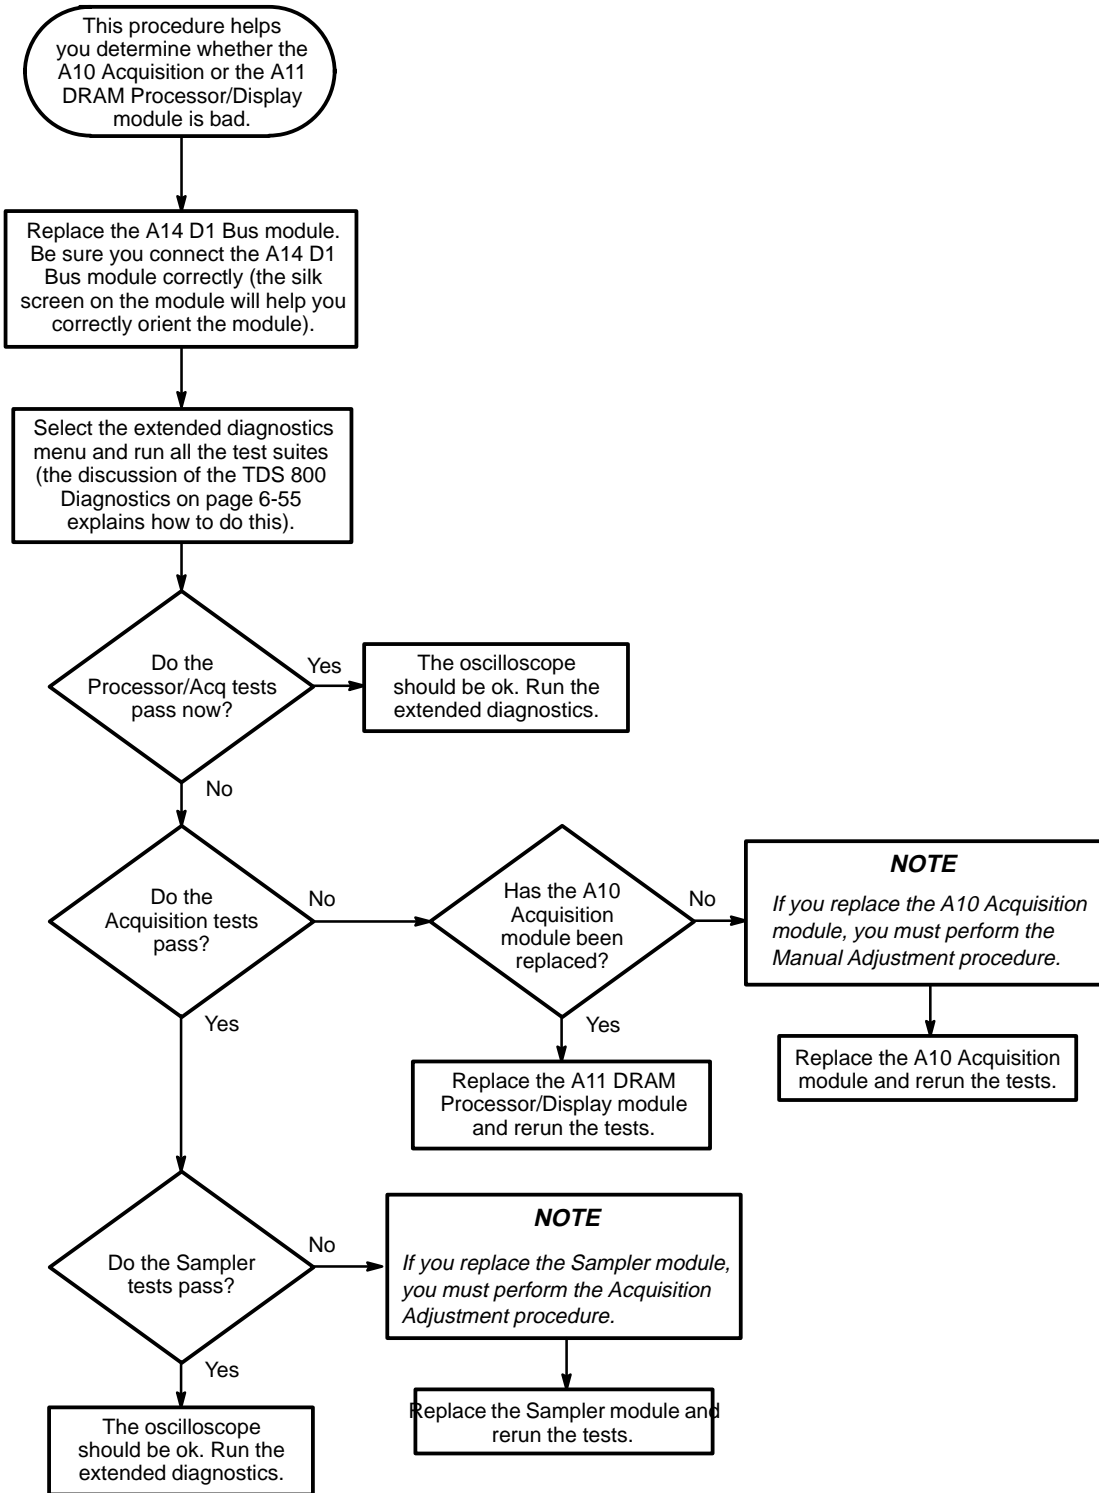 This procedure helps
you determine whether the
A10 Acquisition or the A11
DRAM Processor/Display
module is bad.
Replace the A14 D1 Bus module.
Be sure you connect the A14 D1
Bus module correctly (the silk
screen on the module will help you
correctly orient the module).
Select the extended diagnostics
menu and run all the test suites
(the discussion of the TDS 800
Diagnostics on page 6-55
explains how to do this).
Do the
Processor/Acq tests
pass now?
Yes
The oscilloscope
should be ok. Run the
extended diagnostics.
No
Do the
Acquisition tests
pass?
No
Has the A10
Acquisition
module been
replaced?
No
NOTE
If you replace the A10 Acquisition
module, you must perform the
Manual Adjustment procedure.
Yes
Yes
Replace the A10 Acquisition
module and rerun the tests.
Replace the A11 DRAM
Processor/Display module
and rerun the tests.
Do the Sampler
tests pass?
No
NOTE
If you replace the Sampler module,
you must perform the Acquisition
Adjustment procedure.
Yes
Replace the Sampler module and
rerun the tests.
The oscilloscope
should be ok. Run the
extended diagnostics.